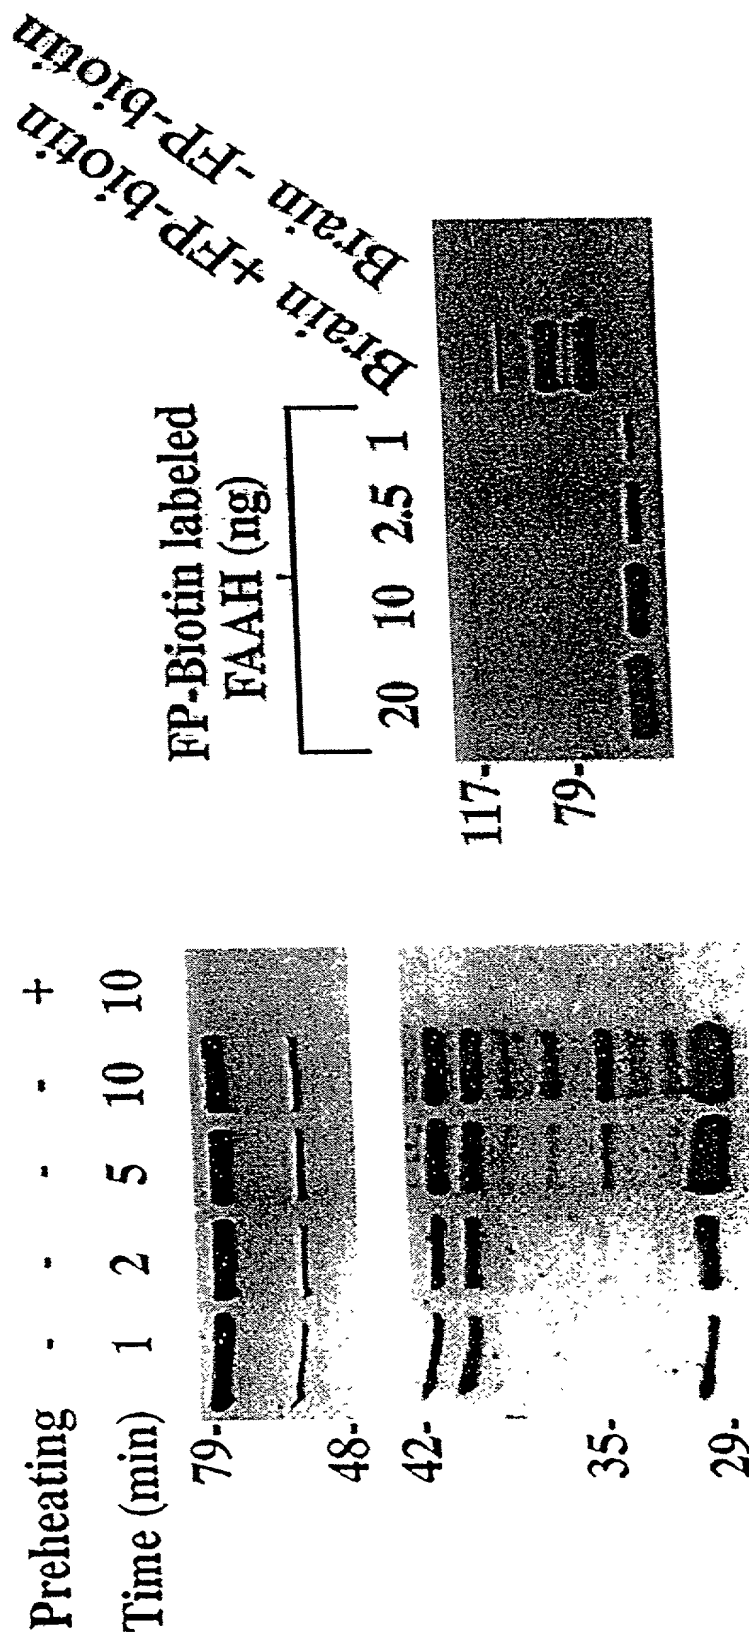 Preheating - - - - +
Time (min) 1 2 5 10 10
79-
48-
42-
35-
29-
FP-Biotin labeled
FAAH (ng)
20 10 2.5 1
Brain +FP-biotin
Brain -FP-biotin
117-
79-